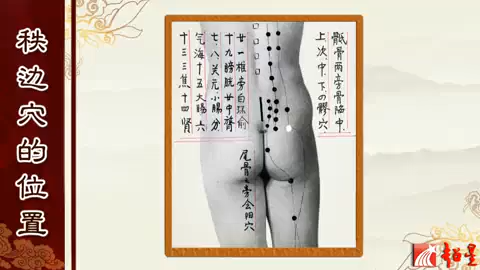 秩边穴的位置
骶骨两旁骨陷中
上次、中、下の髎穴
廿一椎旁白环俞
十九膀胱廿中膂
七、八关元小肠分
气海十五大肠六
十三三焦十四肾
尾骨之旁会阳穴